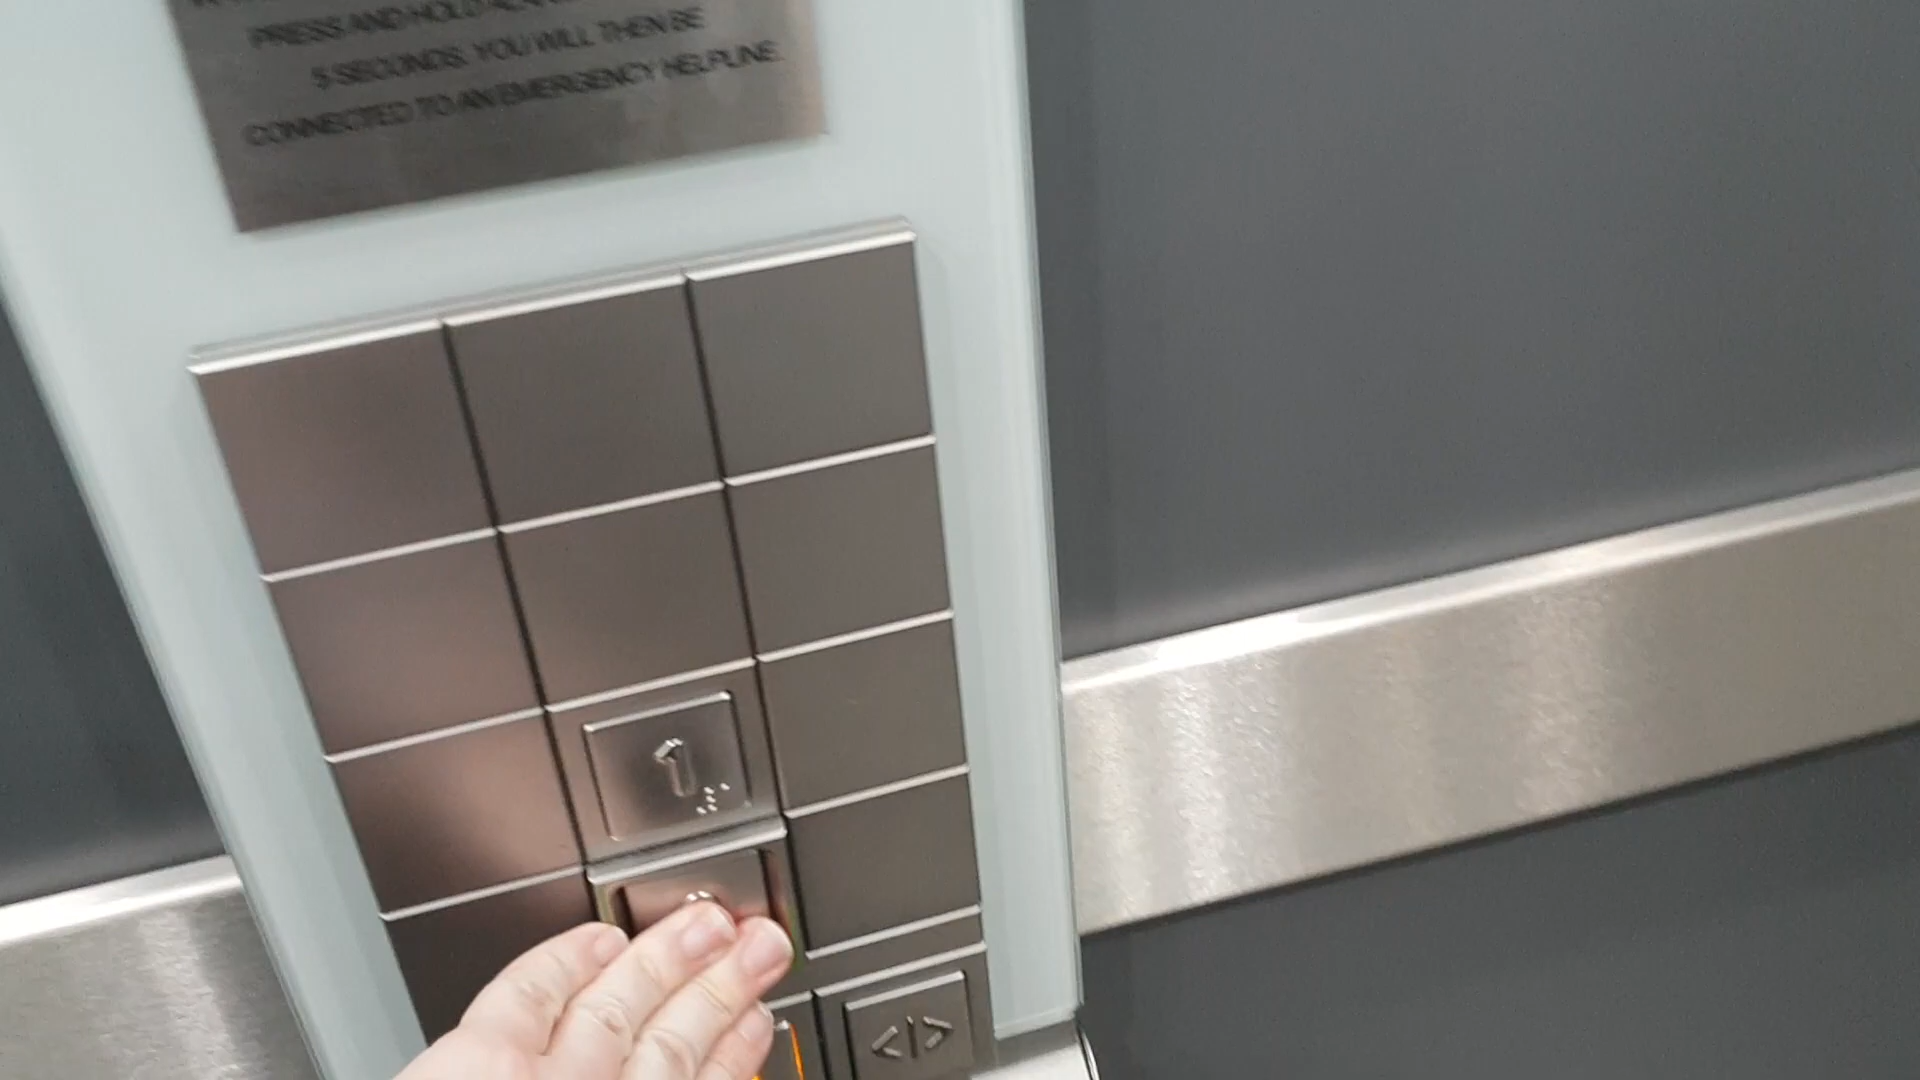 PRESS AND HOLD
5 SECONDS. YOU WILL THEN BE
CONNECTED TO AN EMERGENCY HELPLINE
1
<|>